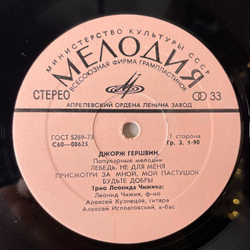 МИНИСТЕРСТВО КУЛЬТУРЫ СССР
МЕЛОДИЯ
ВСЕСОЮЗНАЯ ФИРМА ГРАМПЛАСТИНОК
СТЕРЕО
33
АПРЕЛЕВСКИЙ ОРДЕНА ЛЕНИНА ЗАВОД
ГОСТ 5289-73
С60—08625
1 сторона
Гр. 3. 1-90
ДЖОРЖ ГЕРШВИН
Популярные мелодии
ЛЕБЕДЬ, НЕ ДЛЯ МЕНЯ
ПРИСМОТРИ ЗА МНОЙ, МОЙ ПАСТУШОК
БУДЬТЕ ДОБРЫ
Трио Леонида Чижика:
Леонид Чижик, ф-но
Алексей Кузнецов, гитара
Алексей Исплатовский, к-бас